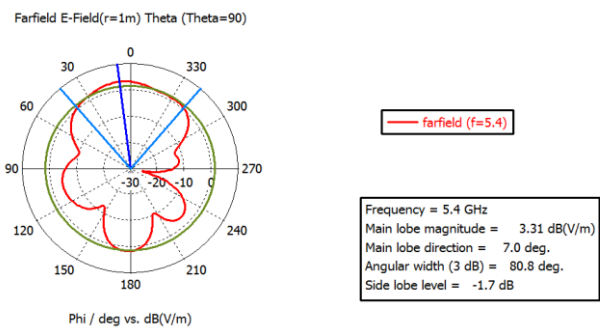 Farfield E-Field(r=1m) Theta (Theta=90)
0
30
330
60
300
90
-30
-20
-10
0
270
120
240
150
210
180
Phi / deg vs. dB(V/m)
farfield (f=5.4)
Frequency = 5.4 GHz
Main lobe magnitude = 3.31 dB(V/m)
Main lobe direction = 7.0 deg.
Angular width (3 dB) = 80.8 deg.
Side lobe level = -1.7 dB